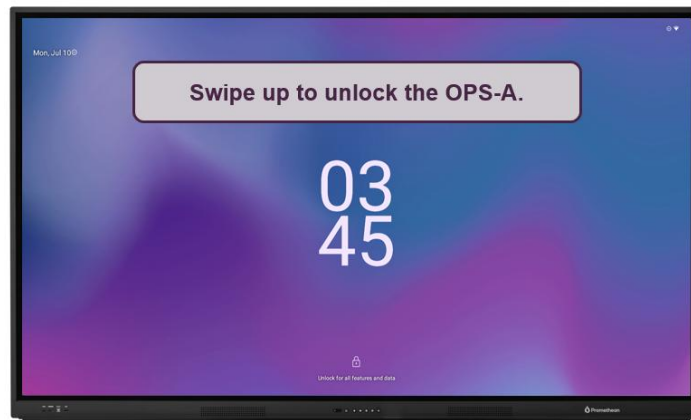 Mon, Jul 10
Swipe up to unlock the OPS-A.
03
45
Unlock for all features and data
Promethean